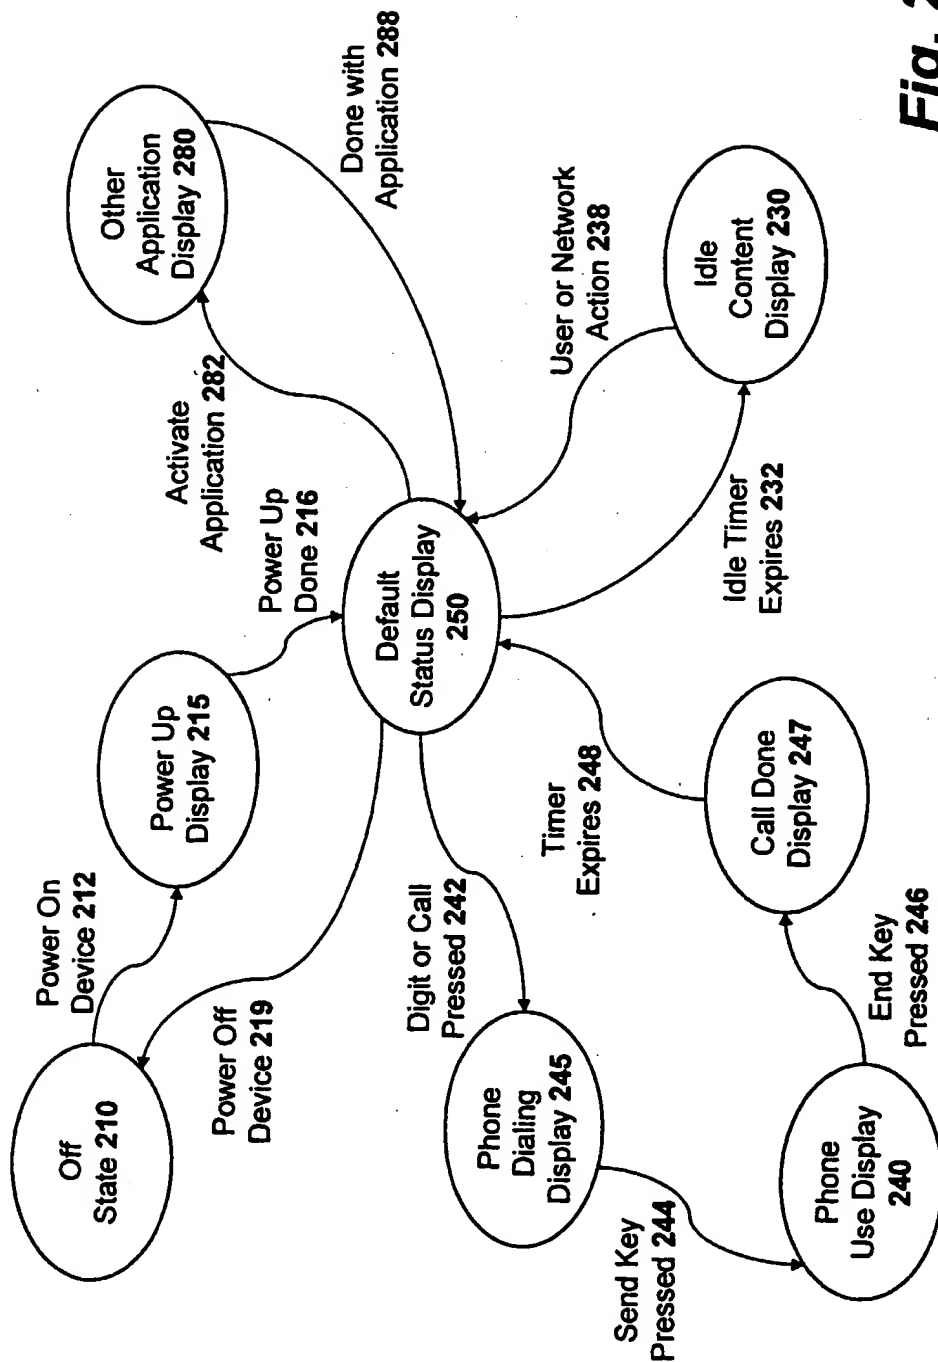 Off
State 210
Power On
Device 212
Power Up
Display 215
Power Up
Done 216
Activate
Application 282
Other
Application
Display 280
Done with
Application 288
Power Off
Device 219
Default
Status Display
250
User or Network
Action 238
Idle
Content
Display 230
Idle Timer
Expires 232
Digit or Call
Pressed 242
Phone
Dialing
Display 245
Send Key
Pressed 244
Phone
Use Display
240
End Key
Pressed 246
Call Done
Display 247
Timer
Expires 248
Fig. 2